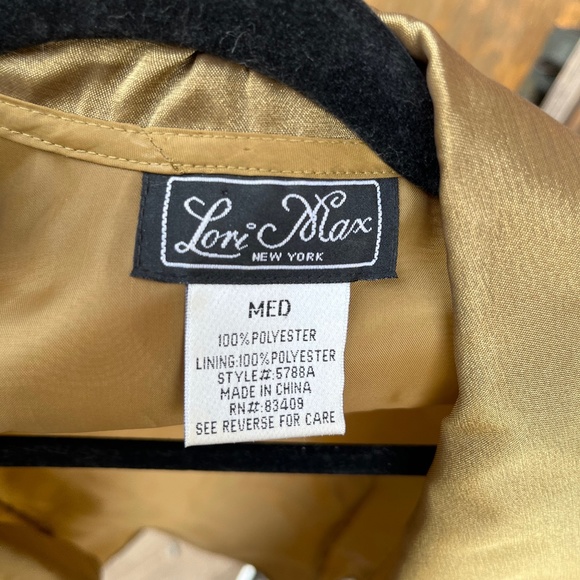 Lori Max
NEW YORK
MED
100%POLYESTER
LINING:100%POLYESTER
STYLE#:5788A
MADE IN CHINA
RN#:83409
SEE REVERSE FOR CARE